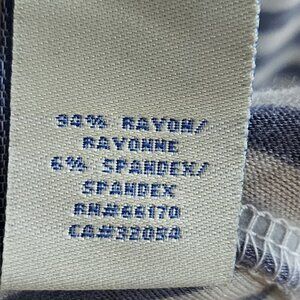 94% RAYON/
RAYONNE
6% SPANDEX/
SPANDEX
RN#66170
CA#32054